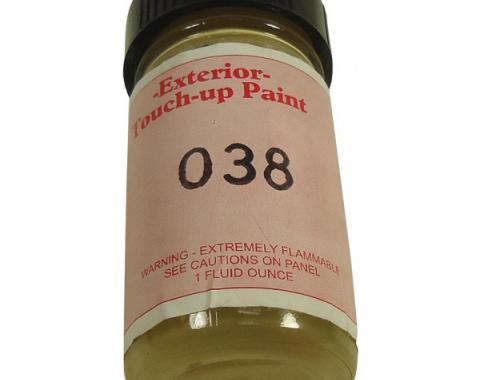 -Exterior-
Touch-up Paint
038
WARNING - EXTREMELY FLAMMABLE
SEE CAUTIONS ON PANEL
1 FLUID OUNCE